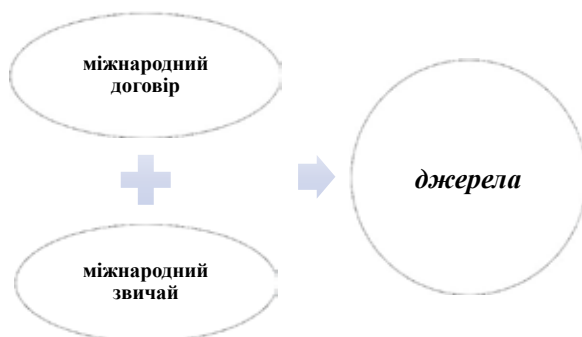 міжнародний
договір
міжнародний
звичай
джерела